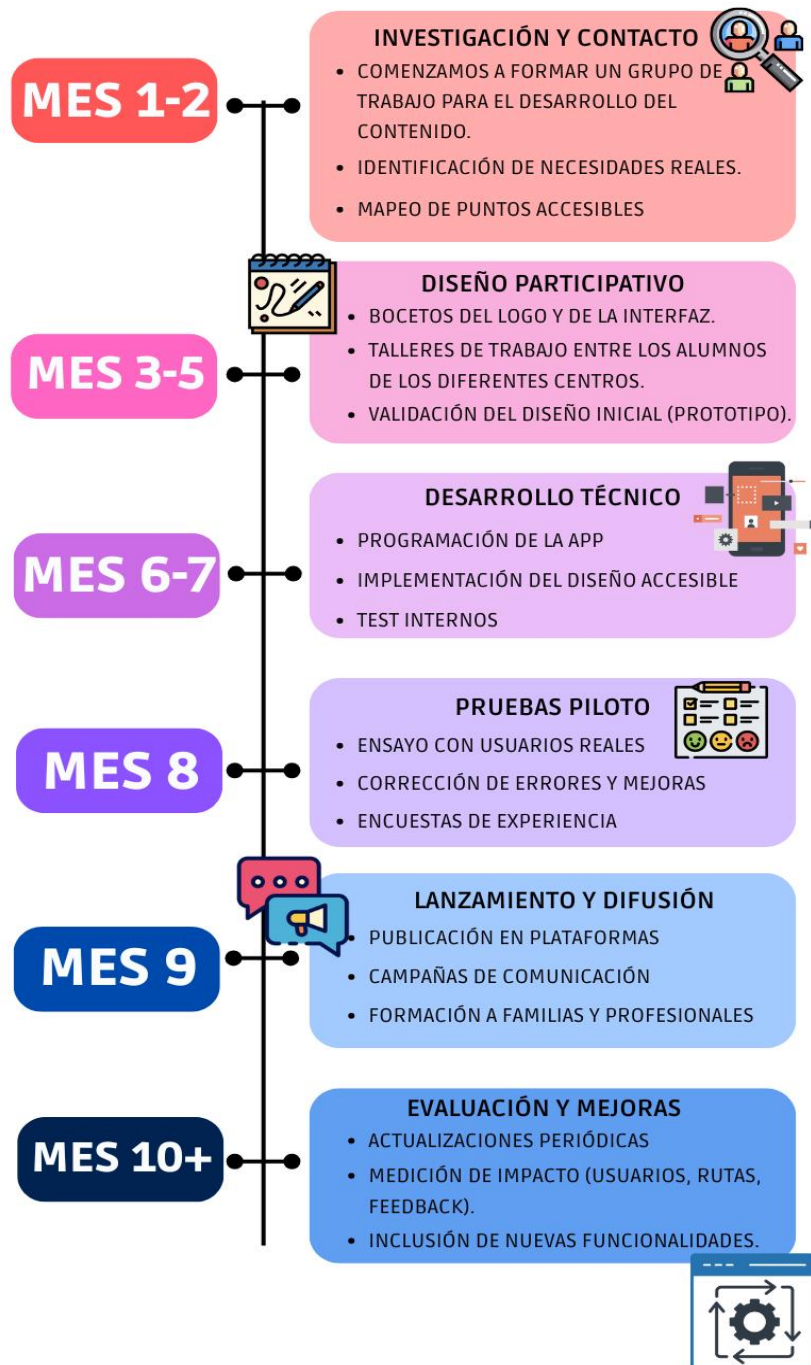 MES 1-2
INVESTIGACIÓN Y CONTACTO
• COMENZAMOS A FORMAR UN GRUPO DE
TRABAJO PARA EL DESARROLLO DEL
CONTENIDO.
• IDENTIFICACIÓN DE NECESIDADES REALES.
• MAPEO DE PUNTOS ACCESIBLES
MES 3-5
DISEÑO PARTICIPATIVO
• BOCETOS DEL LOGO Y DE LA INTERFAZ.
• TALLERES DE TRABAJO ENTRE LOS ALUMNOS
DE LOS DIFERENTES CENTROS.
• VALIDACIÓN DEL DISEÑO INICIAL (PROTOTIPO).
MES 6-7
DESARROLLO TÉCNICO
• PROGRAMACIÓN DE LA APP
• IMPLEMENTACIÓN DEL DISEÑO ACCESIBLE
• TEST INTERNOS
MES 8
PRUEBAS PILOTO
• ENSAYO CON USUARIOS REALES
• CORRECCIÓN DE ERRORES Y MEJORAS
• ENCUESTAS DE EXPERIENCIA
MES 9
LANZAMIENTO Y DIFUSIÓN
• PUBLICACIÓN EN PLATAFORMAS
• CAMPAÑAS DE COMUNICACIÓN
• FORMACIÓN A FAMILIAS Y PROFESIONALES
MES 10+
EVALUACIÓN Y MEJORAS
• ACTUALIZACIONES PERIÓDICAS
• MEDICIÓN DE IMPACTO (USUARIOS, RUTAS,
FEEDBACK).
• INCLUSIÓN DE NUEVAS FUNCIONALIDADES.